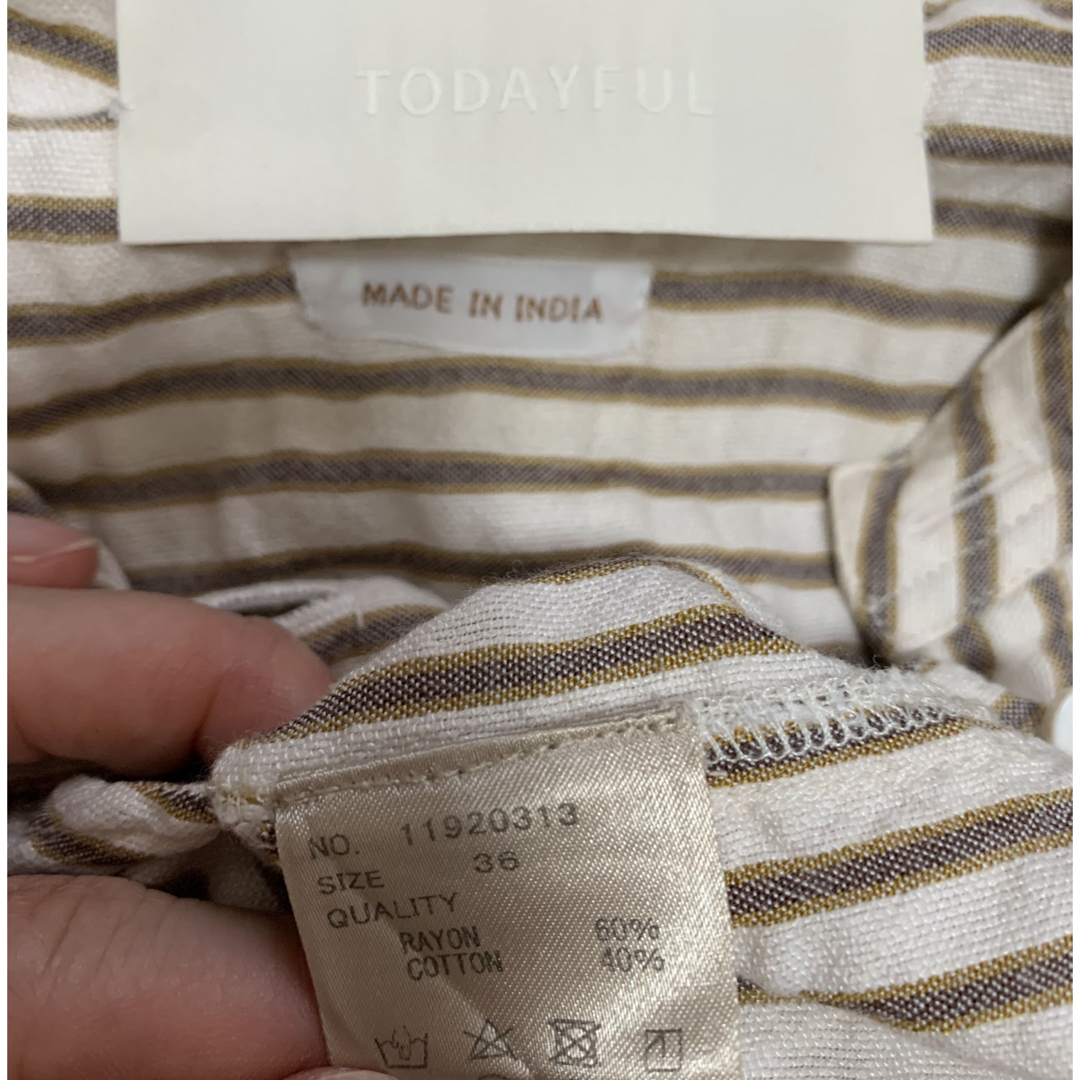 TODAYFUL
MADE IN INDIA
NO. 11920313
SIZE 36
QUALITY
RAYON 60%
COTTON 40%